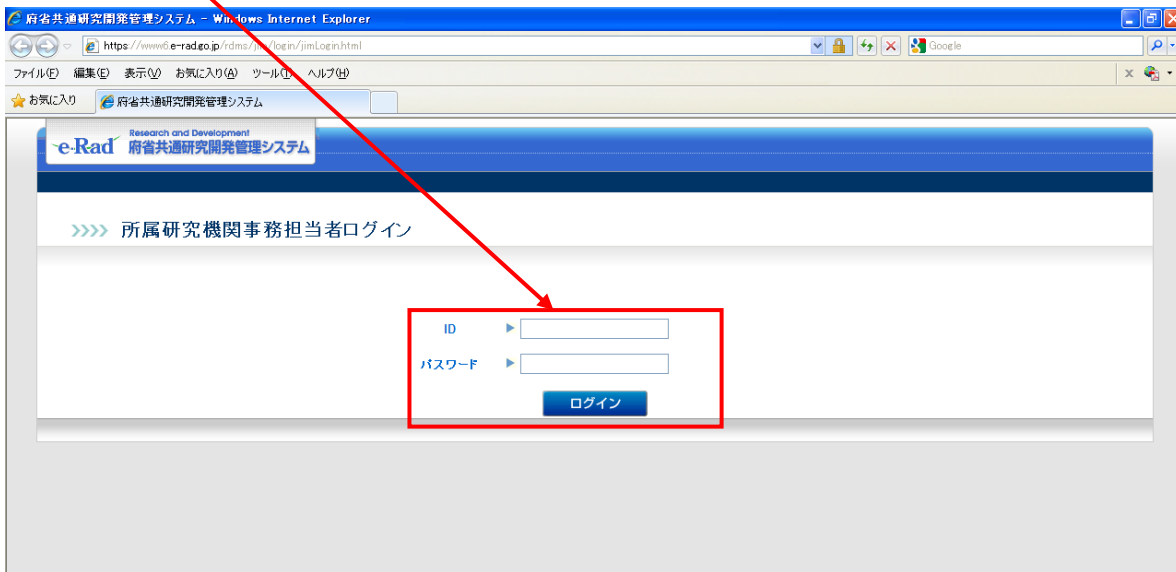 府省共通研究開発管理システム - Windows Internet Explorer
https://www6.e-rad.go.jp/rdms/jim/login/jimLogin.html
Google
ファイル(F) 編集(E) 表示(V) お気に入り(A) ツール(T) ヘルプ(H)
お気に入り 府省共通研究開発管理システム
Research and Development
e-Rad 府省共通研究開発管理システム
>>>> 所属研究機関事務担当者ログイン
ID
パスワード
ログイン